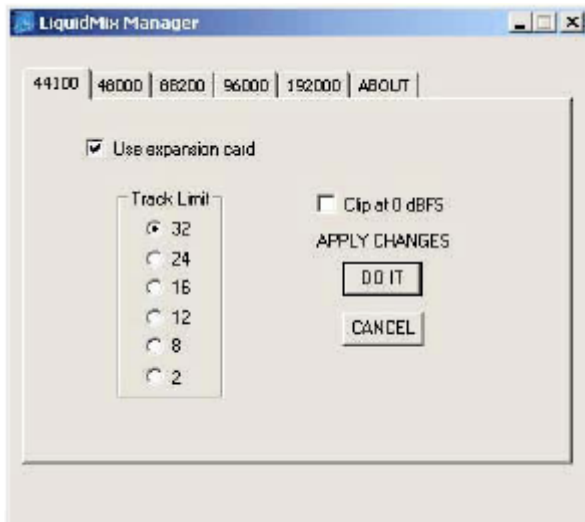 LiquidMix Manager
44100 48000 88200 96000 192000 ABOUT
Use expansion card
Track Limit
32
24
16
12
8
2
Clip at 0 dBFS
APPLY CHANGES
DO IT
CANCEL